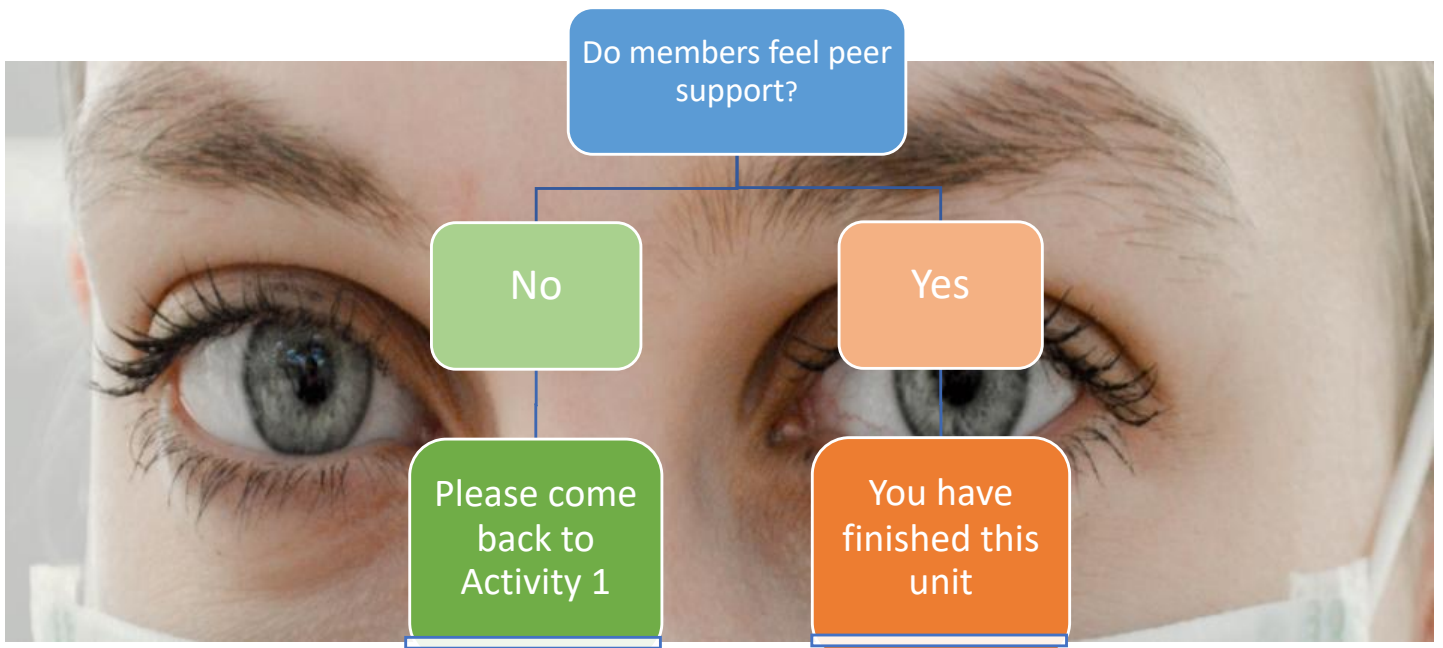 Do members feel peer
support?
No
Yes
Please come
back to
Activity 1
You have
finished this
unit